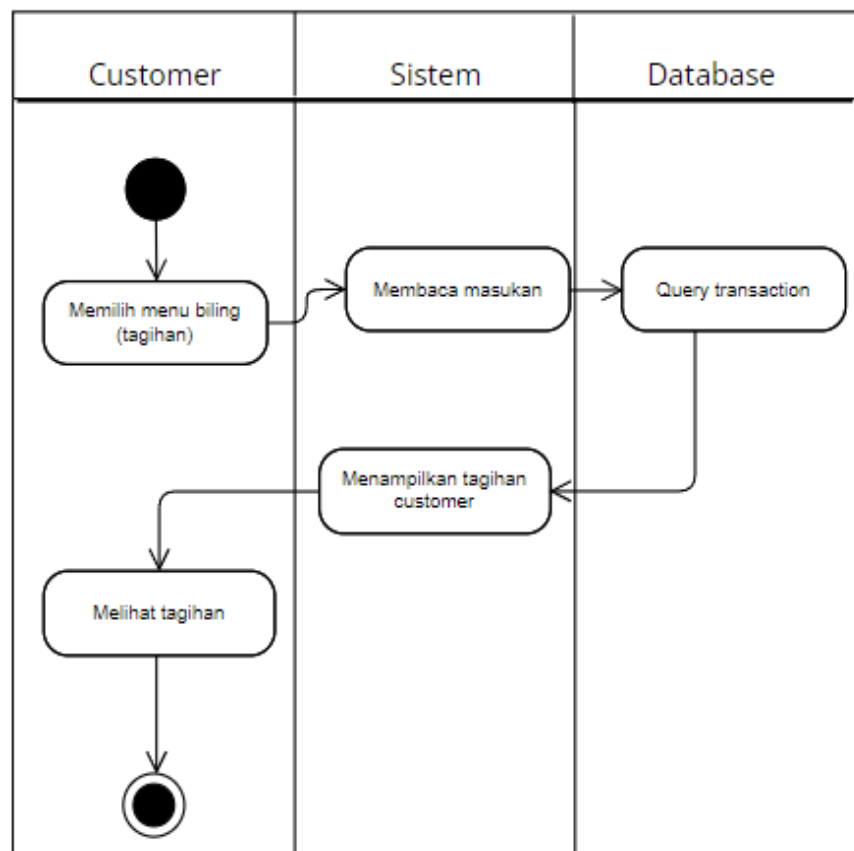 Customer
Sistem
Database
Memilih menu biling
(tagihan)
Membaca masukan
Query transaction
Menampilkan tagihan
customer
Melihat tagihan